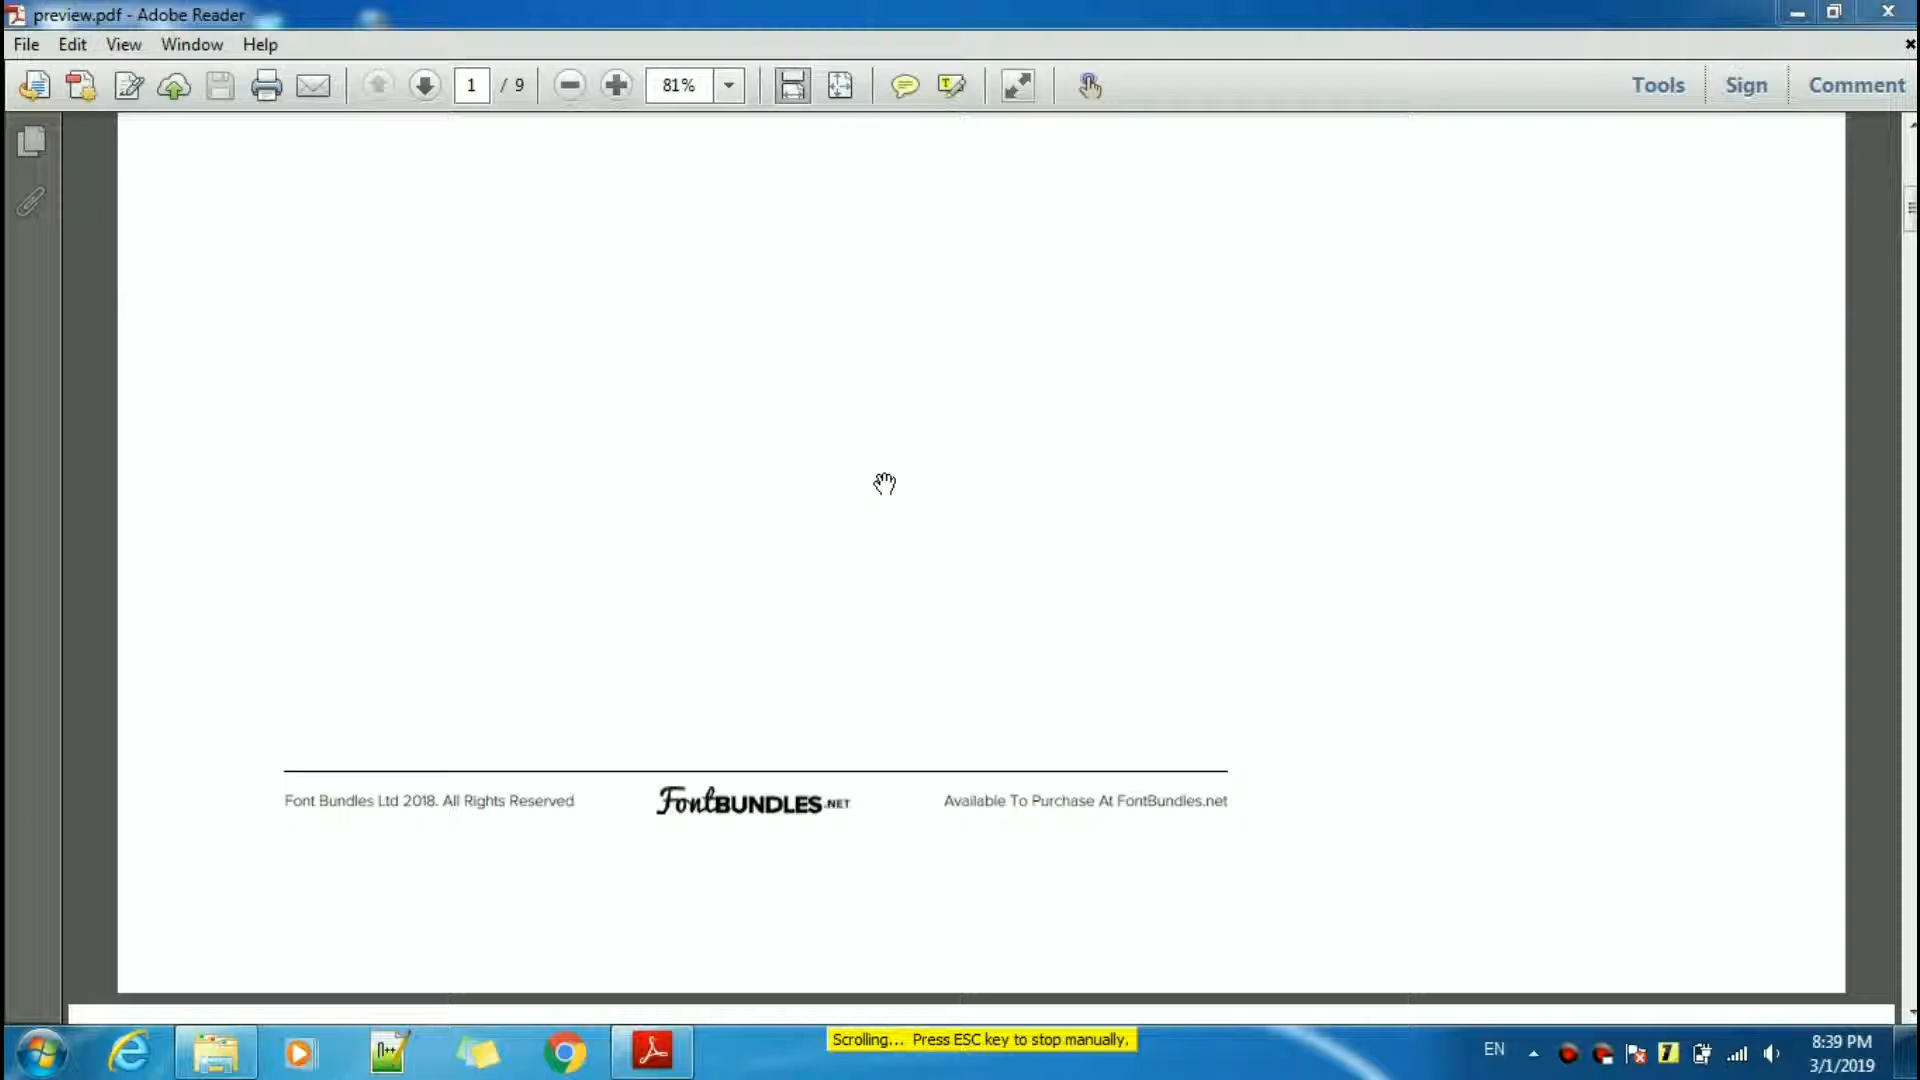 preview.pdf - Adobe Reader
File Edit View Window Help
1 / 9 81% Tools Sign Comment
Font Bundles Ltd 2018. All Rights Reserved FontBUNDLES.NET Available To Purchase At FontBundles.net
Scrolling... Press ESC key to stop manually.
EN 8:39 PM
3/1/2019